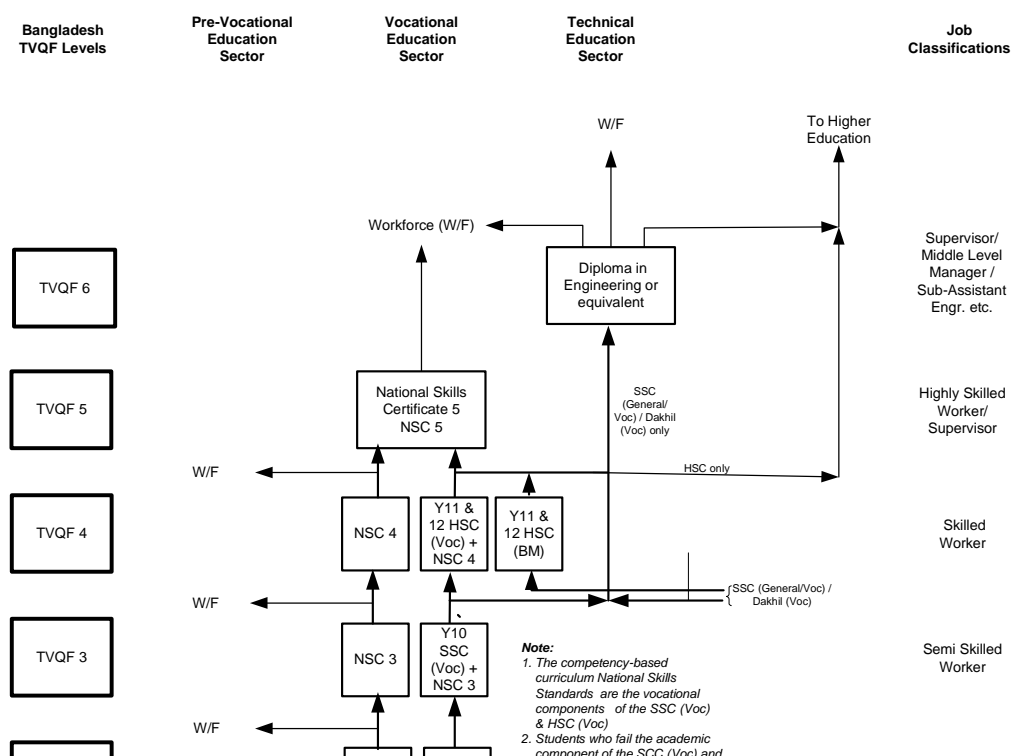 Bangladesh
TVQF Levels
Pre-Vocational
Education
Sector
Vocational
Education
Sector
Technical
Education
Sector
Job
Classifications
W/F
To Higher
Education
Workforce (W/F)
TVQF 6
Diploma in
Engineering or
equivalent
Supervisor/
Middle Level
Manager /
Sub-Assistant
Engr. etc.
TVQF 5
National Skills
Certificate 5
NSC 5
SSC
(General/
Voc) / Dakhil
(Voc) only
Highly Skilled
Worker/
Supervisor
W/F
HSC only
TVQF 4
NSC 4
Y11 &
12 HSC
(Voc) +
NSC 4
Y11 &
12 HSC
(BM)
Skilled
Worker
W/F
SSC (General/Voc) /
Dakhil (Voc)
TVQF 3
NSC 3
Y10
SSC
(Voc) +
NSC 3
Note:
1. The competency-based
curriculum National Skills
Standards are the vocational
components of the SSC (Voc)
& HSC (Voc)
2. Students who fail the academic
component of the SCC (Voc) and
Semi Skilled
Worker
W/F